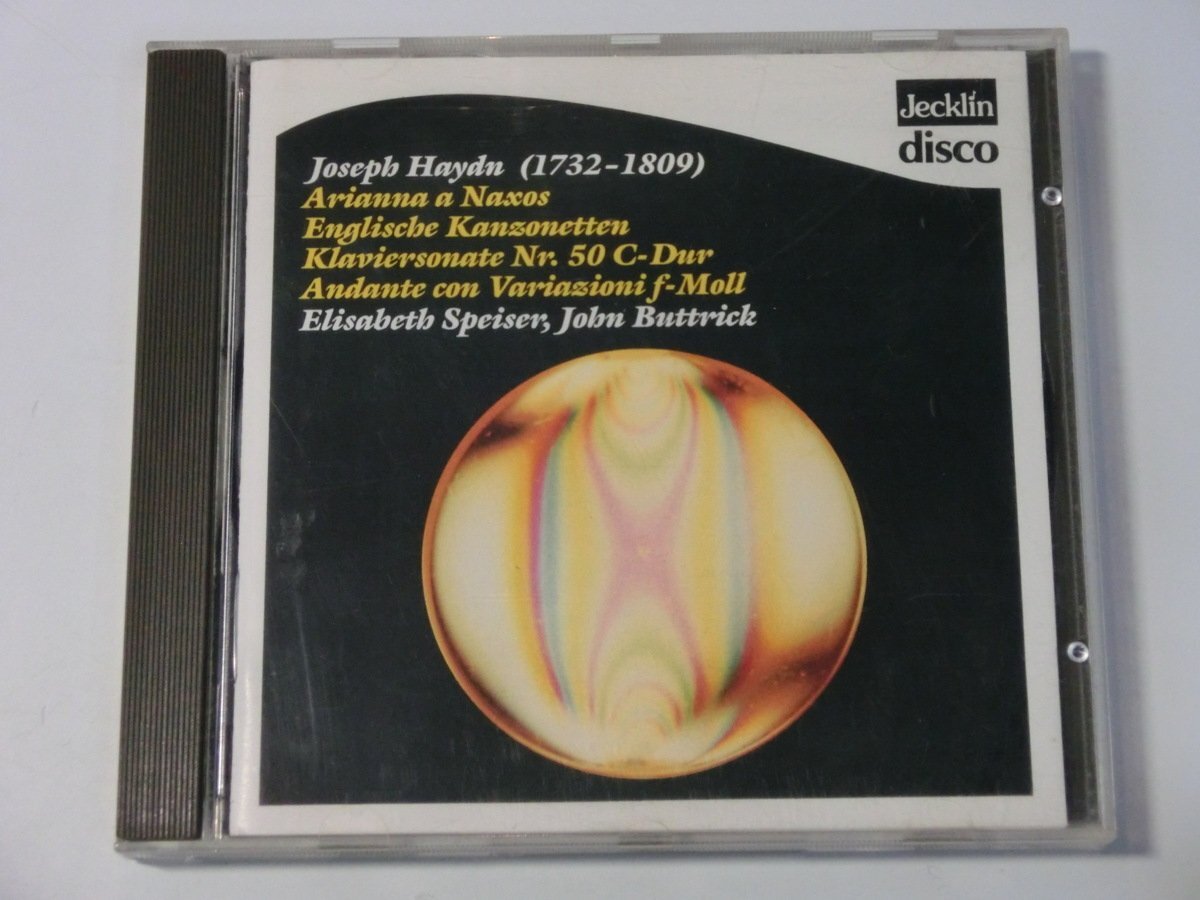 Jecklin
disco
Joseph Haydn (1732-1809)
Arianna a Naxos
Englische Kanzonetten
Klaviersonate Nr. 50 C-Dur
Andante con Variazioni f-Moll
Elisabeth Speiser, John Buttrick